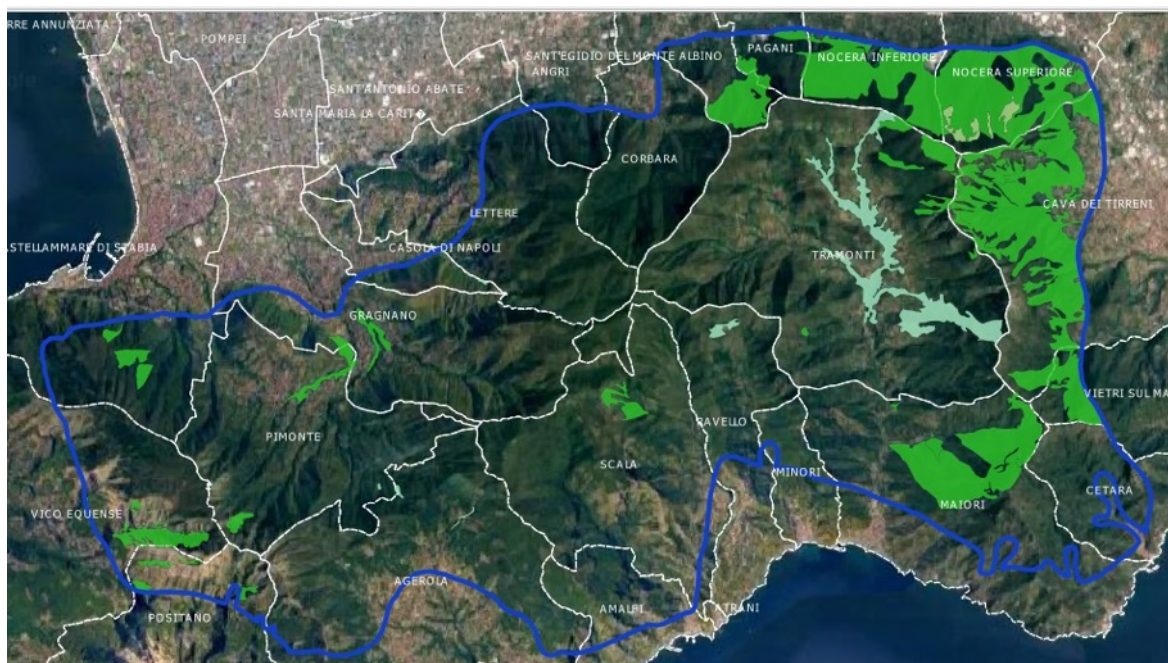 RRE ANNUNZIATA
POMPEI
SANT'EGIDIO DEL MONTE ALBINO
PAGANI
NOCERA INFERIORE
ANGRI
NOCERA SUPERIORE
SANT'ANTONIO ABATE
SANTA MARIA LA CARIT�
CORBARA
CAVA DEI TIRRENI
LETTERE
ASTELLAMMARE DI STABIA
CASOLA DI NAPOLI
TRAMONTI
GRAGNANO
VIETRI SUL MA
RAVELLO
PIMONTE
SCALA
MINORI
CETARA
MAIORI
VICO EQUENSE
AGEROLA
AMALFI
ATRANI
POSITANO